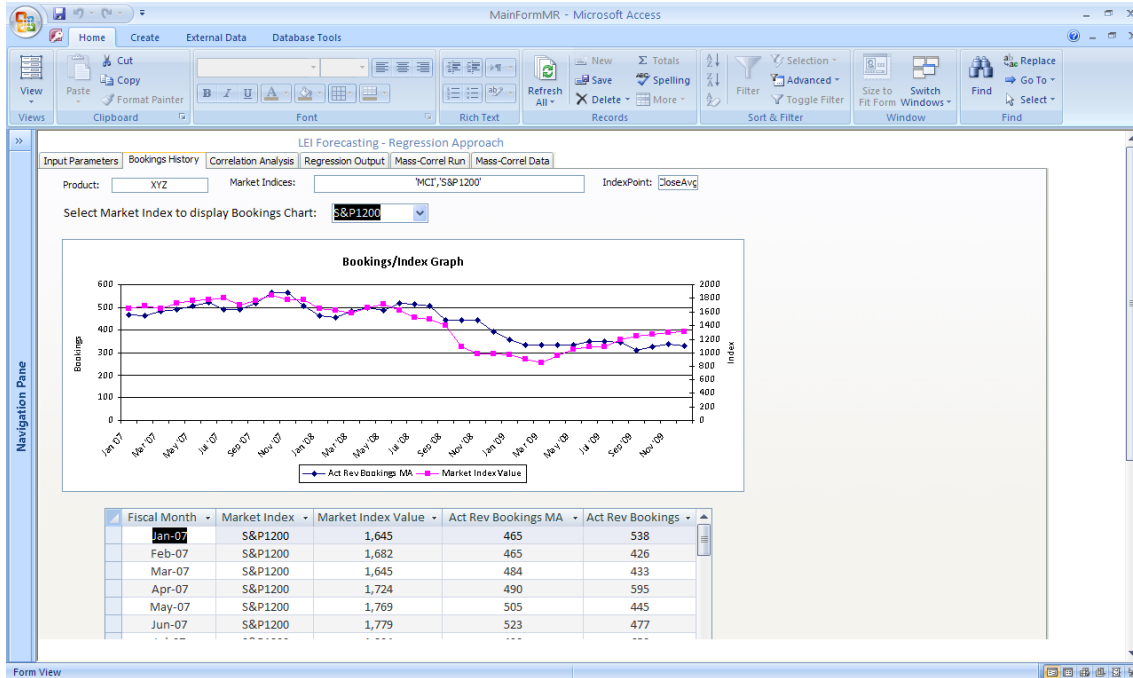 MainFormMR - Microsoft Access
Home Create External Data Database Tools
View
Views
Paste
Cut
Copy
Format Painter
Clipboard
B I U A
Font
Rich Text
Refresh All
New
Save
Delete
Totals
Spelling
More
Records
Filter
Selection
Advanced
Toggle Filter
Sort & Filter
Size to Fit Form
Switch Windows
Window
Find
Replace
Go To
Select
Find
Navigation Pane
LEI Forecasting - Regression Approach
Input Parameters Bookings History Correlation Analysis Regression Output Mass-Correl Run Mass-Correl Data
Product: XYZ Market Indices: 'MCI','S&P1200' IndexPoint: CloseAvg
Select Market Index to display Bookings Chart: S&P1200
Bookings/Index Graph
Bookings
600
500
400
300
200
100
0
2000
1800
1600
1400
1200
1000
800
600
400
200
0
Index
Jan '07 Mar '07 May '07 Jul '07 Sep '07 Nov '07 Jan '08 Mar '08 May '08 Jul '08 Sep '08 Nov '08 Jan '09 Mar '09 May '09 Jul '09 Sep '09 Nov '09
Act Rev Bookings MA Market Index Value
Fiscal Month Market Index Market Index Value Act Rev Bookings MA Act Rev Bookings
Jan-07 S&P1200 1,645 465 538
Feb-07 S&P1200 1,682 465 426
Mar-07 S&P1200 1,645 484 433
Apr-07 S&P1200 1,724 490 595
May-07 S&P1200 1,769 505 445
Jun-07 S&P1200 1,779 523 477
Form View